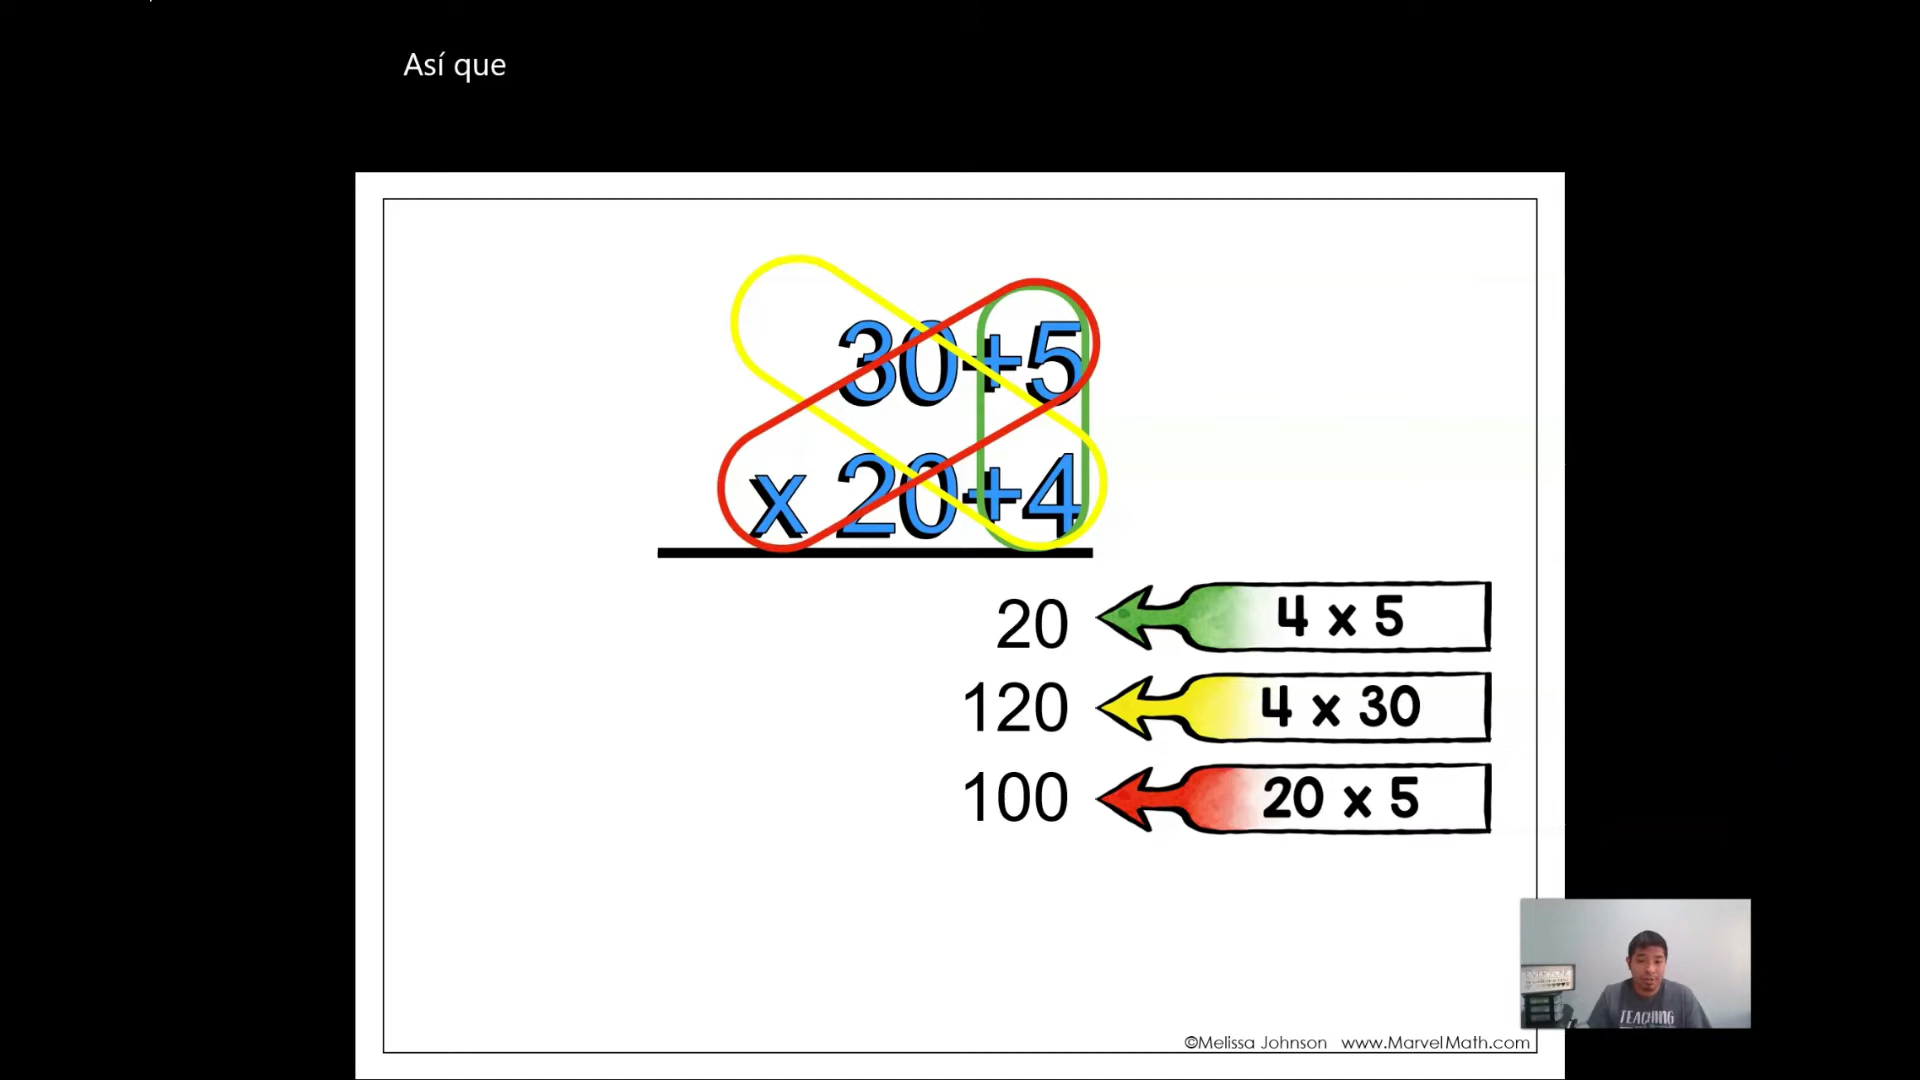 Así que
30+5
x 20+4
20 4 x 5
120 4 x 30
100 20 x 5
TEACHING
©Melissa Johnson www.MarvelMath.com